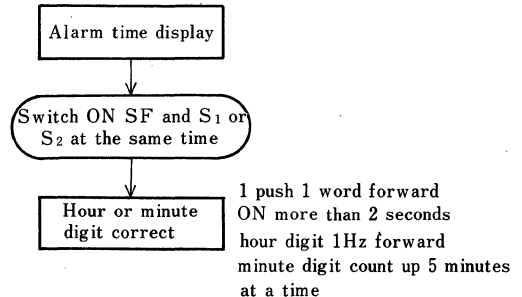 Alarm time display
Switch ON SF and S1 or
S2 at the same time
Hour or minute
digit correct
1 push 1 word forward
ON more than 2 seconds
hour digit 1Hz forward
minute digit count up 5 minutes
at a time